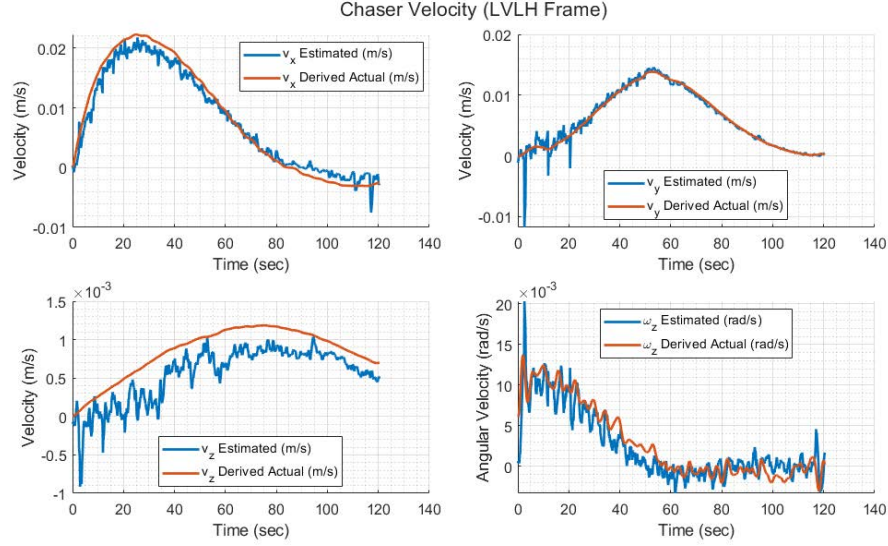 Chaser Velocity (LVLH Frame)
0.02
0.01
0
-0.01
Velocity (m/s)
v_x Estimated (m/s)
v_x Derived Actual (m/s)
0 20 40 60 80 100 120 140
Time (sec)
0.02
0.01
0
-0.01
Velocity (m/s)
v_y Estimated (m/s)
v_y Derived Actual (m/s)
0 20 40 60 80 100 120 140
Time (sec)
×10^-3
1.5
1
0.5
0
-0.5
-1
Velocity (m/s)
v_z Estimated (m/s)
v_z Derived Actual (m/s)
0 20 40 60 80 100 120 140
Time (sec)
×10^-3
20
15
10
5
0
Angular Velocity (rad/s)
ω_z Estimated (rad/s)
ω_z Derived Actual (rad/s)
0 20 40 60 80 100 120 140
Time (sec)